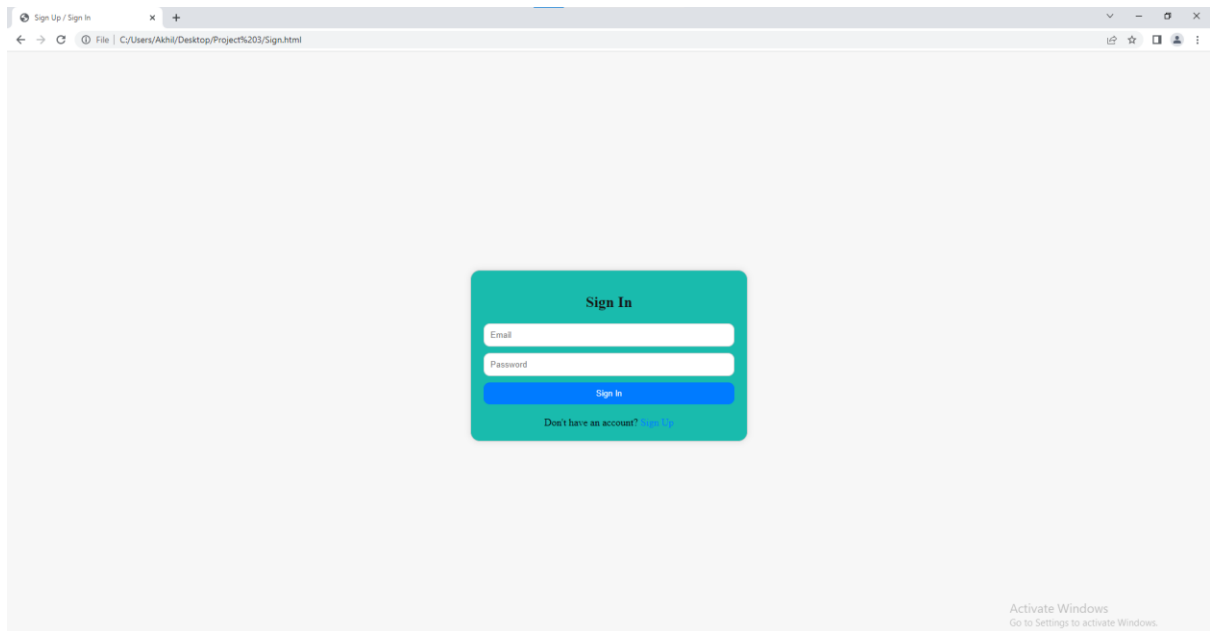 Sign Up / Sign In
File | C:/Users/Akhil/Desktop/Project%203/Sign.html
Sign In
Email
Password
Sign In
Don't have an account? Sign Up
Activate Windows
Go to Settings to activate Windows.